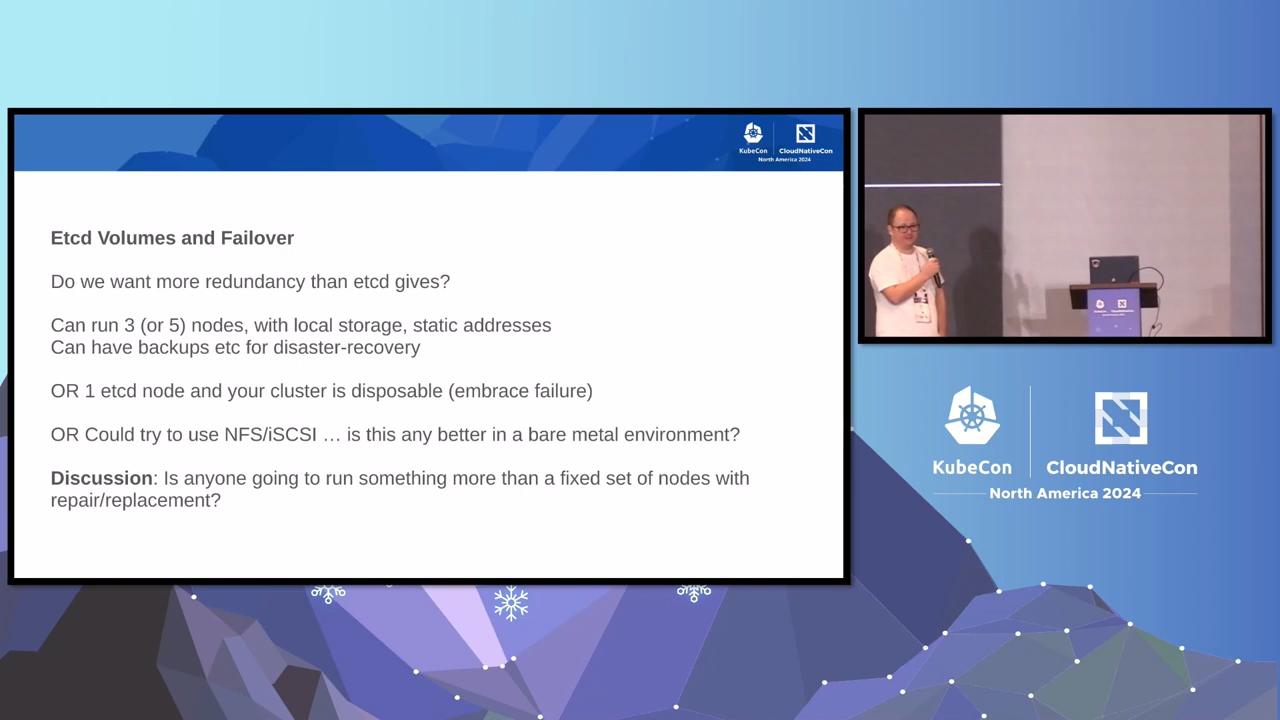 KubeCon
CloudNativeCon
North America 2024
Etcd Volumes and Failover
Do we want more redundancy than etcd gives?
Can run 3 (or 5) nodes, with local storage, static addresses
Can have backups etc for disaster-recovery
OR 1 etcd node and your cluster is disposable (embrace failure)
OR Could try to use NFS/iSCSI … is this any better in a bare metal environment?
Discussion: Is anyone going to run something more than a fixed set of nodes with
repair/replacement?
KubeCon
CloudNativeCon
North America 2024